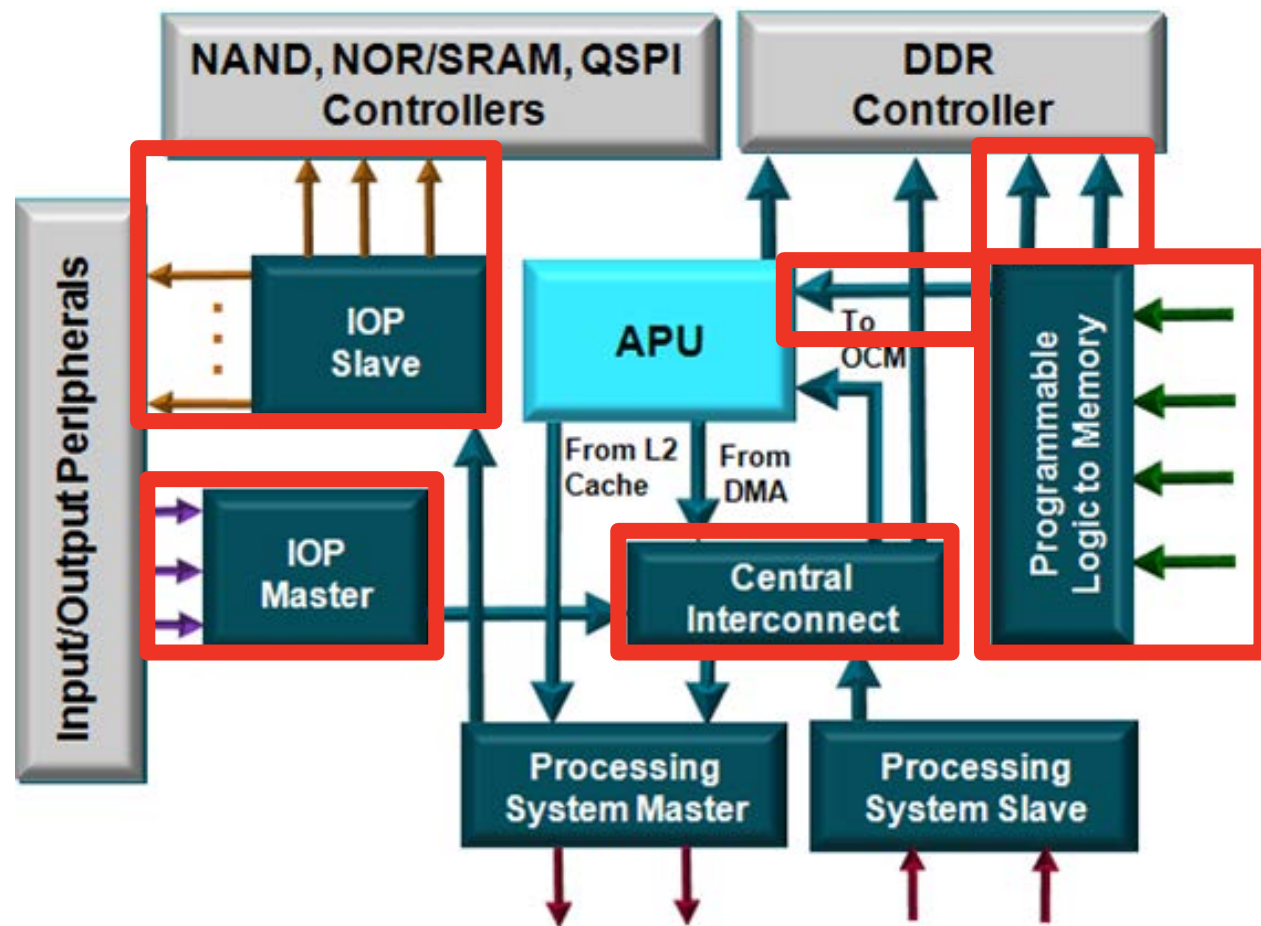 NAND, NOR/SRAM, QSPI
Controllers
DDR
Controller
Input/Output Peripherals
IOP
Slave
APU
To
OCM
Programmable
Logic to Memory
From L2
Cache
From
DMA
IOP
Master
Central
Interconnect
Processing
System Master
Processing
System Slave